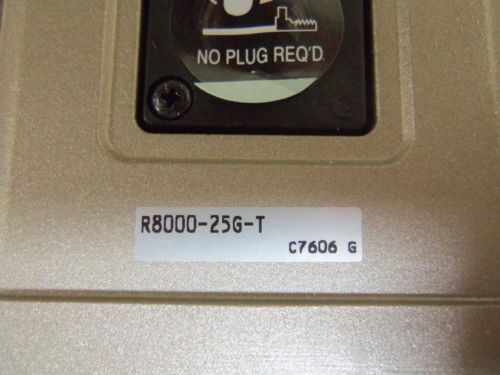 NO PLUG REQ'D
R8000-25G-T
C7606 G